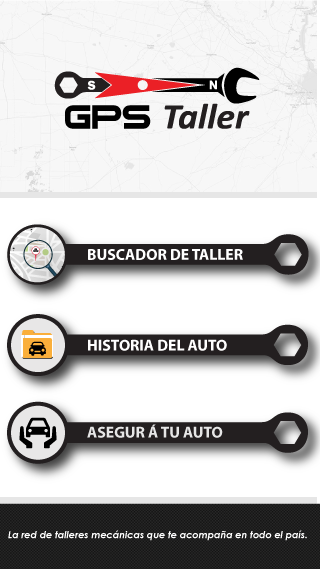 S N
GPS Taller
BUSCADOR DE TALLER
HISTORIA DEL AUTO
ASEGUR Á TU AUTO
La red de talleres mecánicas que te acompaña en todo el país.